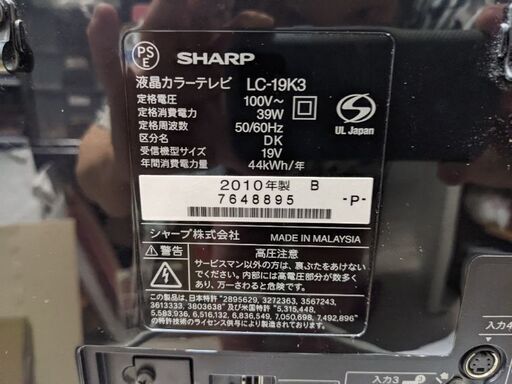 PS
E
SHARP
液晶カラーテレビ LC-19K3
定格電圧 100V～
定格消費電力 39W
定格周波数 50/60Hz
区分名 DK
受信機型サイズ 19V
年間消費電力量 44kWh/年
UL Japan
2010年製 B
7648895 -P-
シャープ株式会社 MADE IN MALAYSIA
警告 高圧注意
サービスマン以外の方は、裏ぶたをあけないで
ください。内部には高電圧部分が数多く
あり、万一さわると危険です。
この製品は、日本特許 "2895629, 3272363, 3567243,
3613333, 3803638" 及び米国特許 "5,315,448,
5,583,936, 6,516,132, 6,836,549, 7,050,698, 7,492,896"
の特許技術のライセンス供与により製造されています。
入力4
入力3